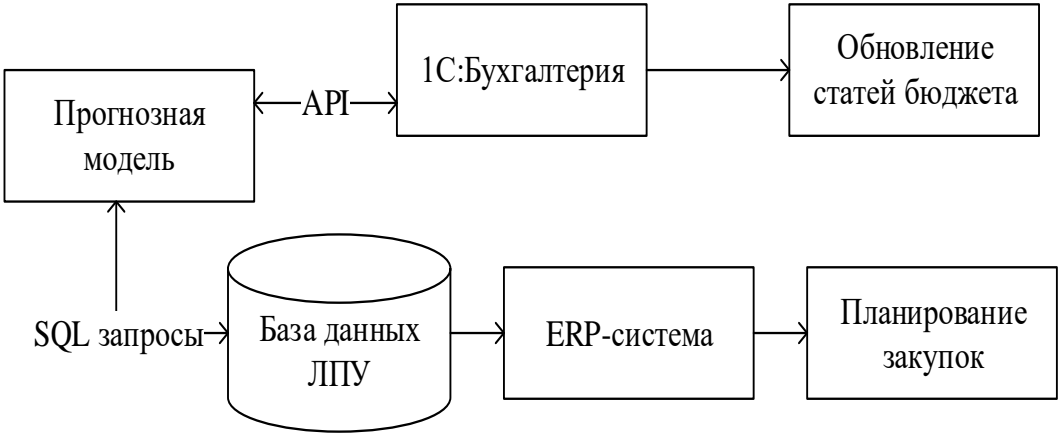 Прогнозная
модель
API
1С:Бухгалтерия
Обновление
статей бюджета
SQL запросы
База данных
ЛПУ
ERP-система
Планирование
закупок